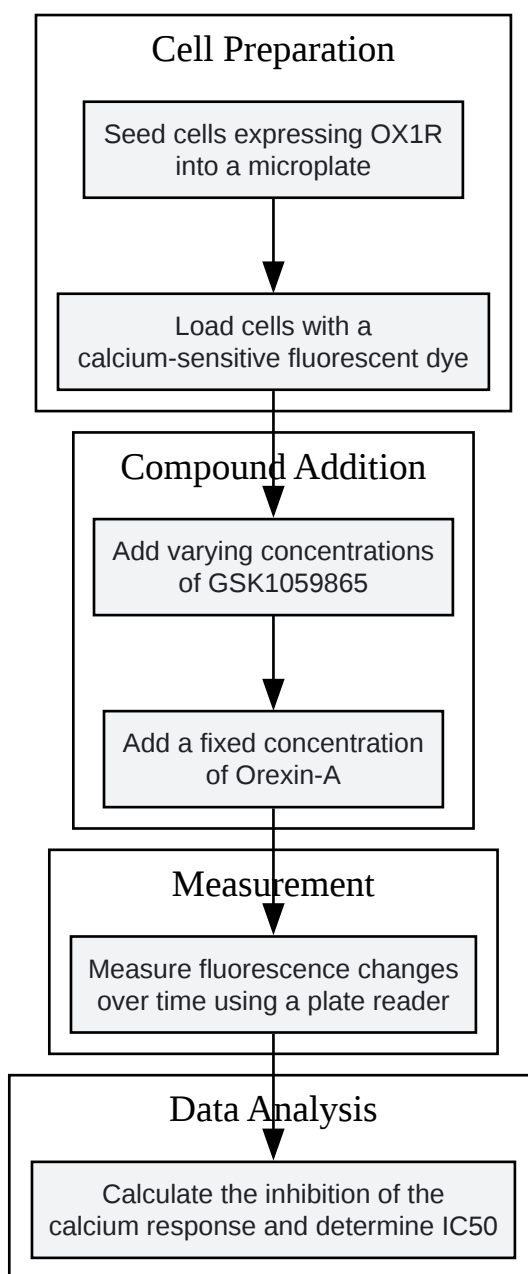 Cell Preparation
Seed cells expressing OX1R
into a microplate
Load cells with a
calcium-sensitive fluorescent dye
Compound Addition
Add varying concentrations
of GSK1059865
Add a fixed concentration
of Orexin-A
Measurement
Measure fluorescence changes
over time using a plate reader
Data Analysis
Calculate the inhibition of the
calcium response and determine IC50